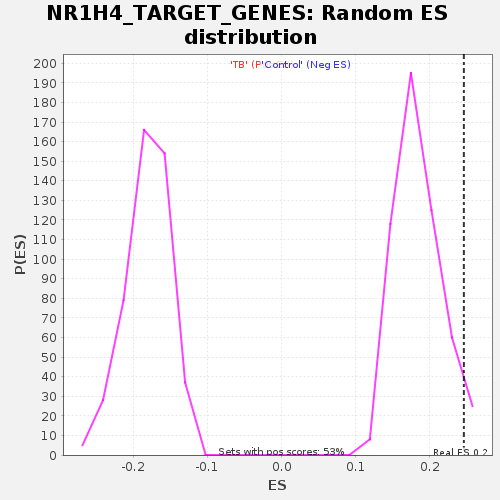 NR1H4_TARGET_GENES: Random ES
distribution
'TB' (P'Control' (Neg ES)
200
190
180
170
160
150
140
130
120
110
100
90
80
70
60
50
40
30
20
10
0
P(ES)
Sets with pos scores: 53%
Real ES 0.2
-0.2 -0.1 0.0 0.1 0.2
ES